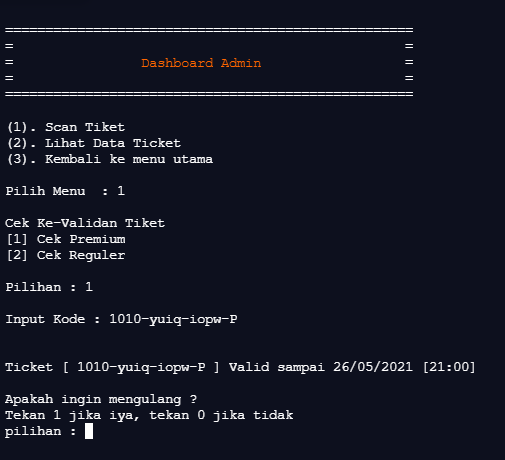 ===================================================
=                                                 =
=                Dashboard Admin                  =
=                                                 =
===================================================
(1). Scan Tiket
(2). Lihat Data Ticket
(3). Kembali ke menu utama
Pilih Menu  : 1
Cek Ke-Validan Tiket
[1] Cek Premium
[2] Cek Reguler
Pilihan : 1
Input Kode : 1010-yuiq-iopw-P
Ticket [ 1010-yuiq-iopw-P ] Valid sampai 26/05/2021 [21:00]
Apakah ingin mengulang ?
Tekan 1 jika iya, tekan 0 jika tidak
pilihan :